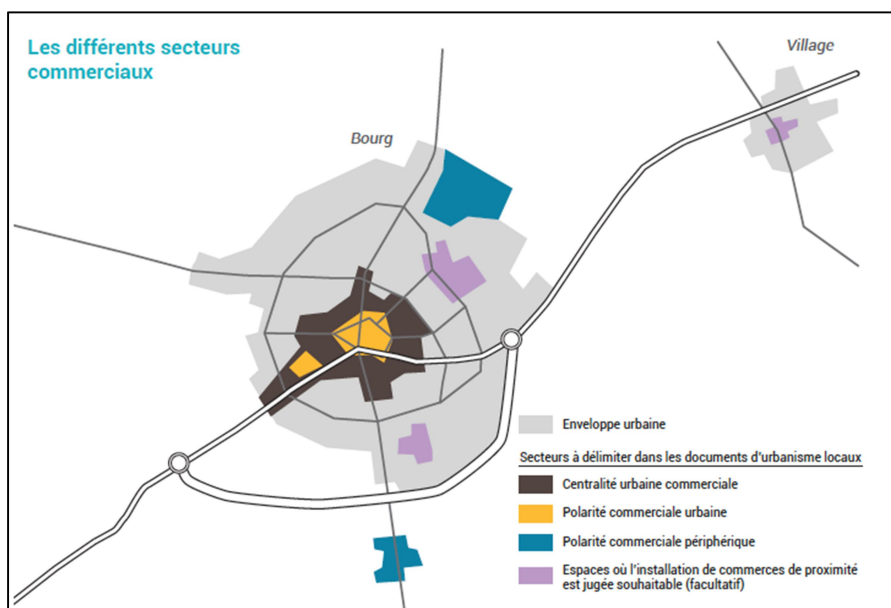 Les différents secteurs
commerciaux
Village
Bourg
Enveloppe urbaine
Secteurs à délimiter dans les documents d'urbanisme locaux
Centralité urbaine commerciale
Polarité commerciale urbaine
Polarité commerciale périphérique
Espaces où l'installation de commerces de proximité
est jugée souhaitable (facultatif)